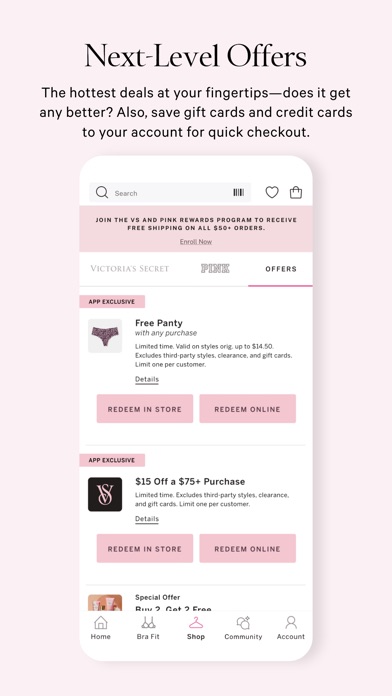 Next-Level Offers
The hottest deals at your fingertips—does it get
any better? Also, save gift cards and credit cards
to your account for quick checkout.
Search
JOIN THE VS AND PINK REWARDS PROGRAM TO RECEIVE
FREE SHIPPING ON ALL $50+ ORDERS.
Enroll Now
VICTORIA'S SECRET PINK OFFERS
APP EXCLUSIVE
Free Panty
with any purchase
Limited time. Valid on styles orig. up to $14.50.
Excludes third-party styles, clearance, and gift cards.
Limit one per customer.
Details
REDEEM IN STORE REDEEM ONLINE
APP EXCLUSIVE
VS
$15 Off a $75+ Purchase
Limited time. Excludes third-party styles, clearance,
and gift cards. Limit one per customer.
Details
REDEEM IN STORE REDEEM ONLINE
Special Offer
Buy 2, Get 2 Free
Home Bra Fit Shop Community Account